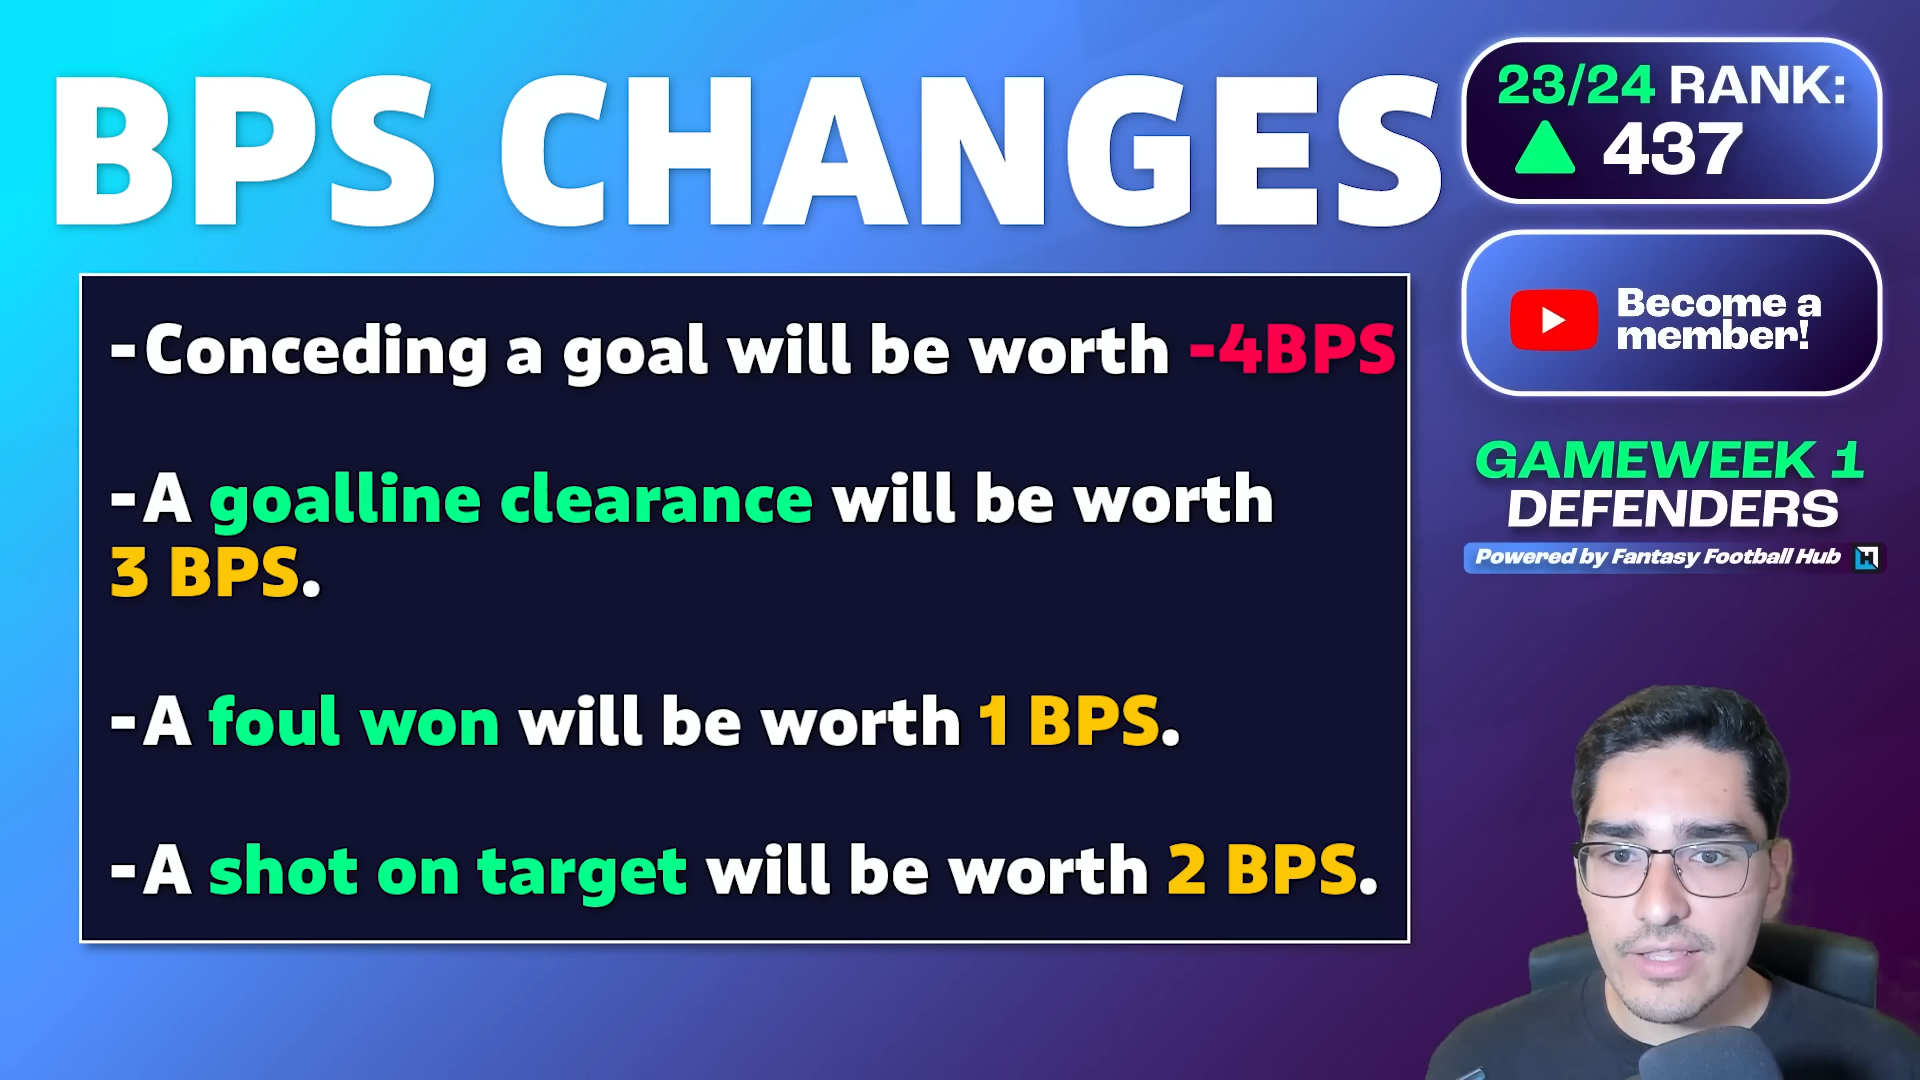 BPS CHANGES
-Conceding a goal will be worth -4BPS
-A goalline clearance will be worth
3 BPS.
-A foul won will be worth 1 BPS.
-A shot on target will be worth 2 BPS.
23/24 RANK:
437
Become a
member!
GAMEWEEK 1
DEFENDERS
Powered by Fantasy Football Hub